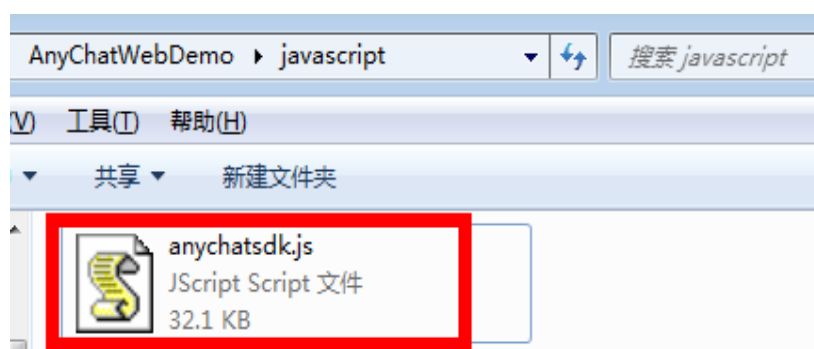 AnyChatWebDemo javascript 搜索 javascript
(V) 工具(T) 帮助(H)
共享 新建文件夹
anychatsdk.js
JScript Script 文件
32.1 KB